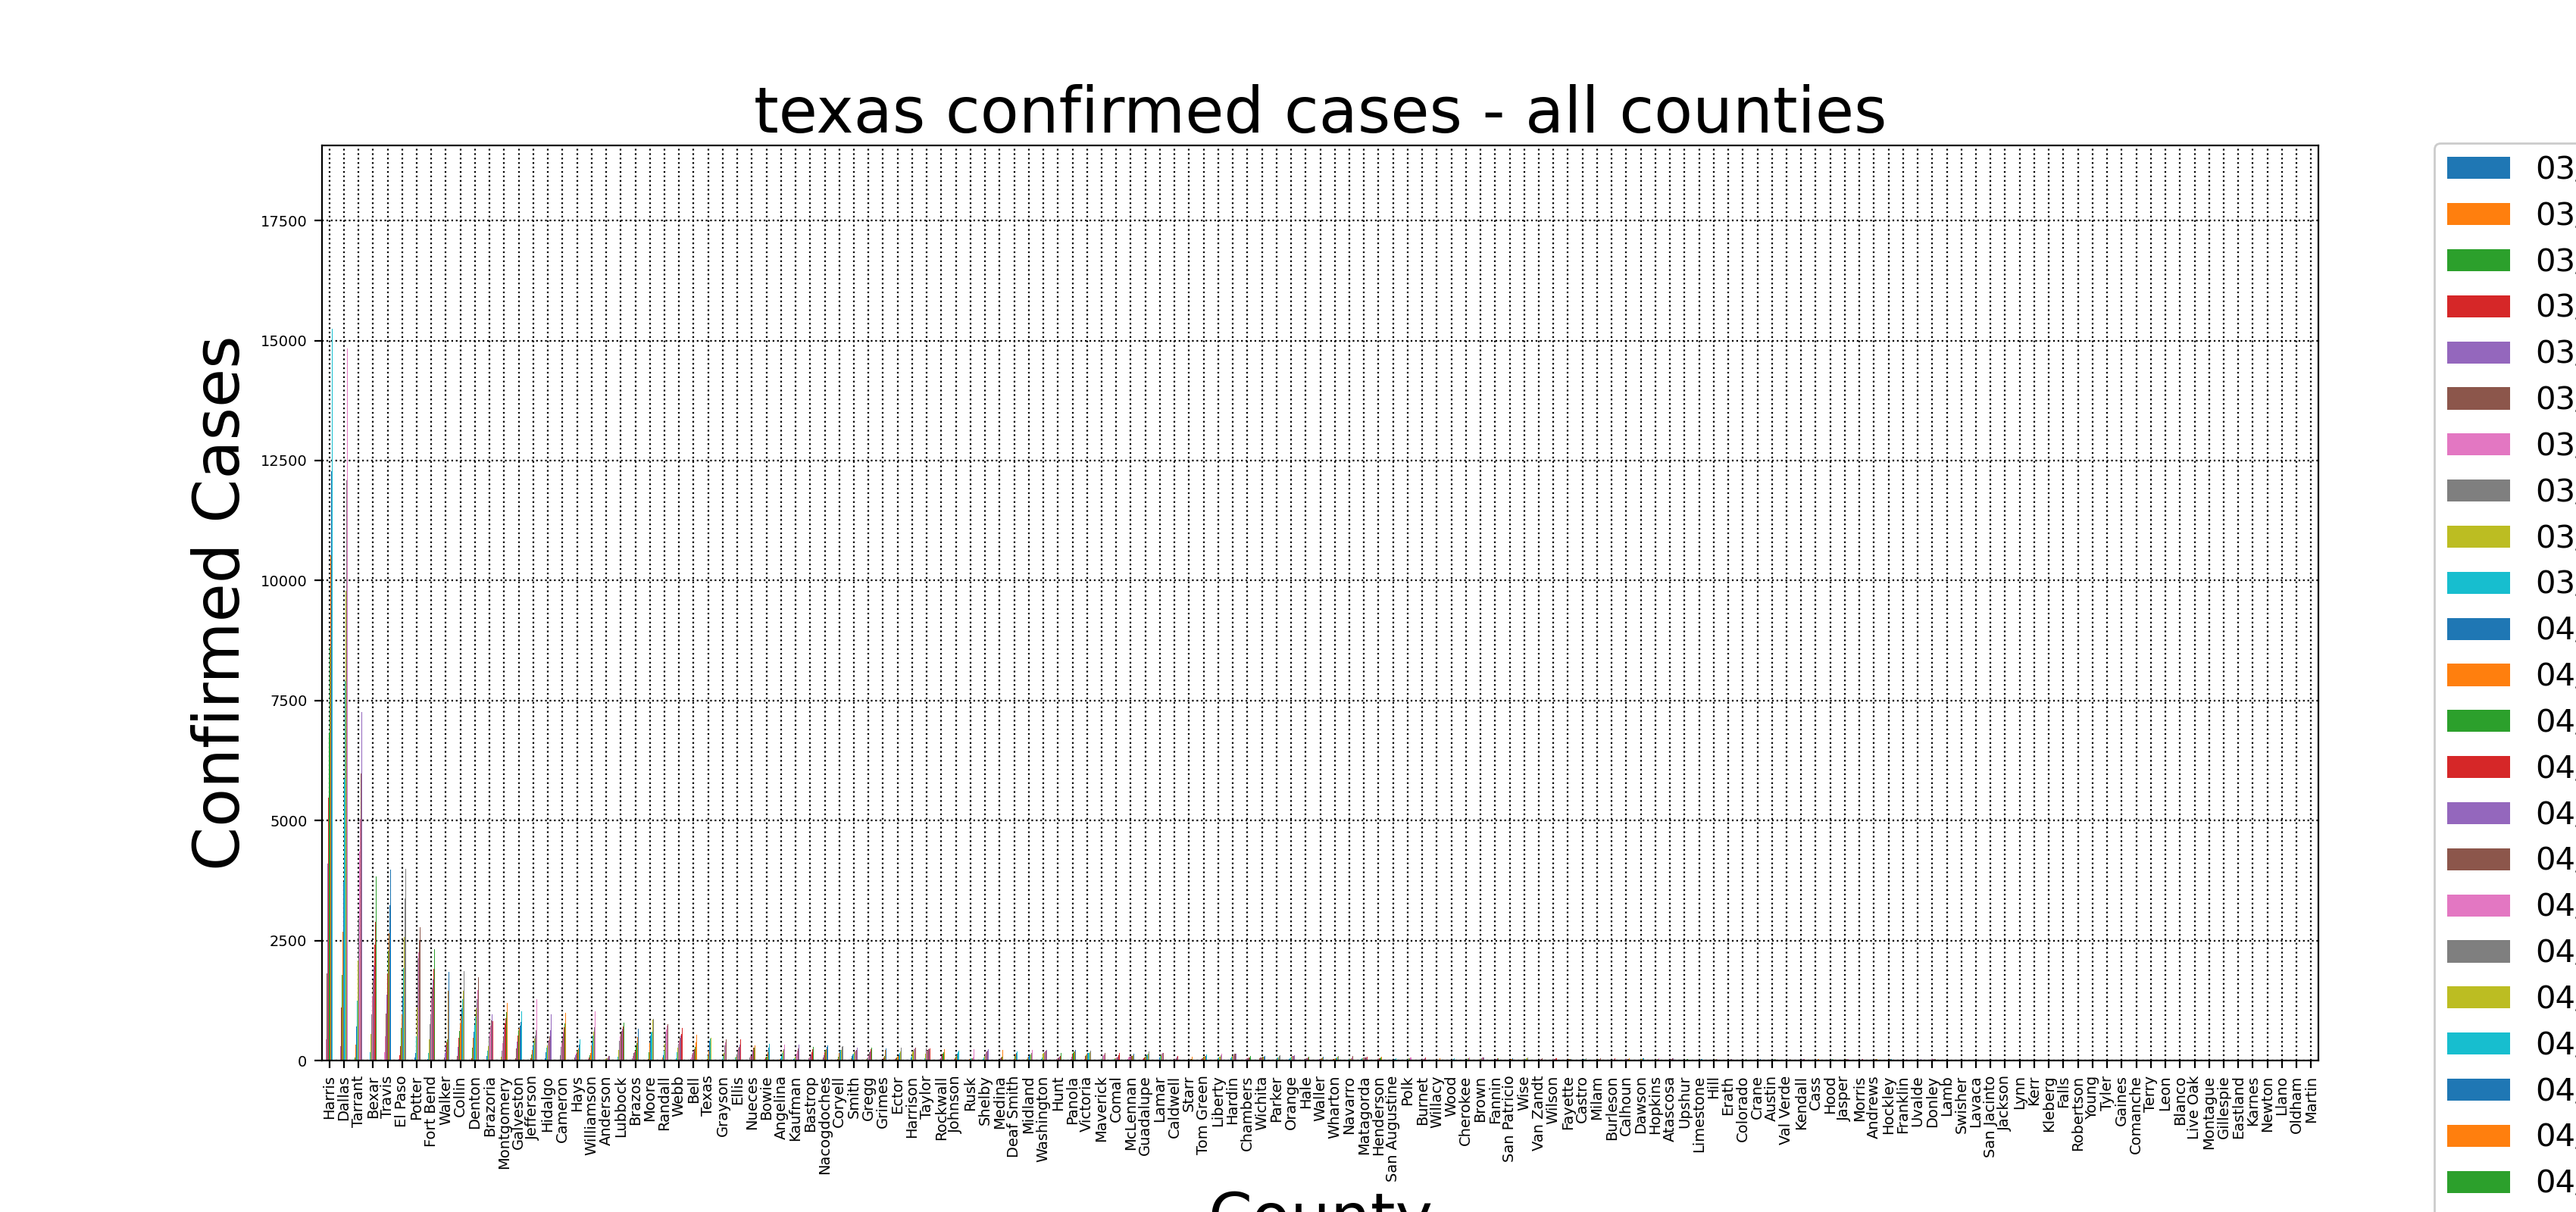 texas confirmed cases - all counties
Confirmed Cases
17500
15000
12500
10000
7500
5000
2500
0
Harris
Dallas
Tarrant
Bexar
Travis
El Paso
Potter
Fort Bend
Walker
Collin
Denton
Brazoria
Montgomery
Galveston
Jefferson
Hidalgo
Cameron
Hays
Williamson
Anderson
Lubbock
Brazos
Moore
Randall
Webb
Bell
Texas
Grayson
Ellis
Nueces
Bowie
Angelina
Kaufman
Bastrop
Nacogdoches
Coryell
Smith
Gregg
Grimes
Ector
Harrison
Taylor
Rockwall
Johnson
Rusk
Shelby
Medina
Deaf Smith
Midland
Washington
Hunt
Panola
Victoria
Maverick
Comal
McLennan
Guadalupe
Lamar
Caldwell
Starr
Tom Green
Liberty
Hardin
Chambers
Wichita
Parker
Orange
Hale
Waller
Wharton
Navarro
Matagorda
Henderson
San Augustine
Polk
Burnet
Willacy
Wood
Cherokee
Brown
Fannin
San Patricio
Wise
Van Zandt
Wilson
Fayette
Castro
Milam
Burleson
Calhoun
Dawson
Hopkins
Atascosa
Upshur
Limestone
Hill
Erath
Colorado
Crane
Austin
Val Verde
Kendall
Cass
Hood
Jasper
Morris
Andrews
Hockley
Franklin
Uvalde
Donley
Lamb
Swisher
Lavaca
San Jacinto
Jackson
Lynn
Kerr
Kleberg
Falls
Robertson
Young
Tyler
Gaines
Comanche
Terry
Leon
Blanco
Live Oak
Montague
Gillespie
Eastland
Karnes
Newton
Llano
Oldham
Martin
County
03
03
03
03
03
03
03
03
03
03
04
04
04
04
04
04
04
04
04
04
04
04
04